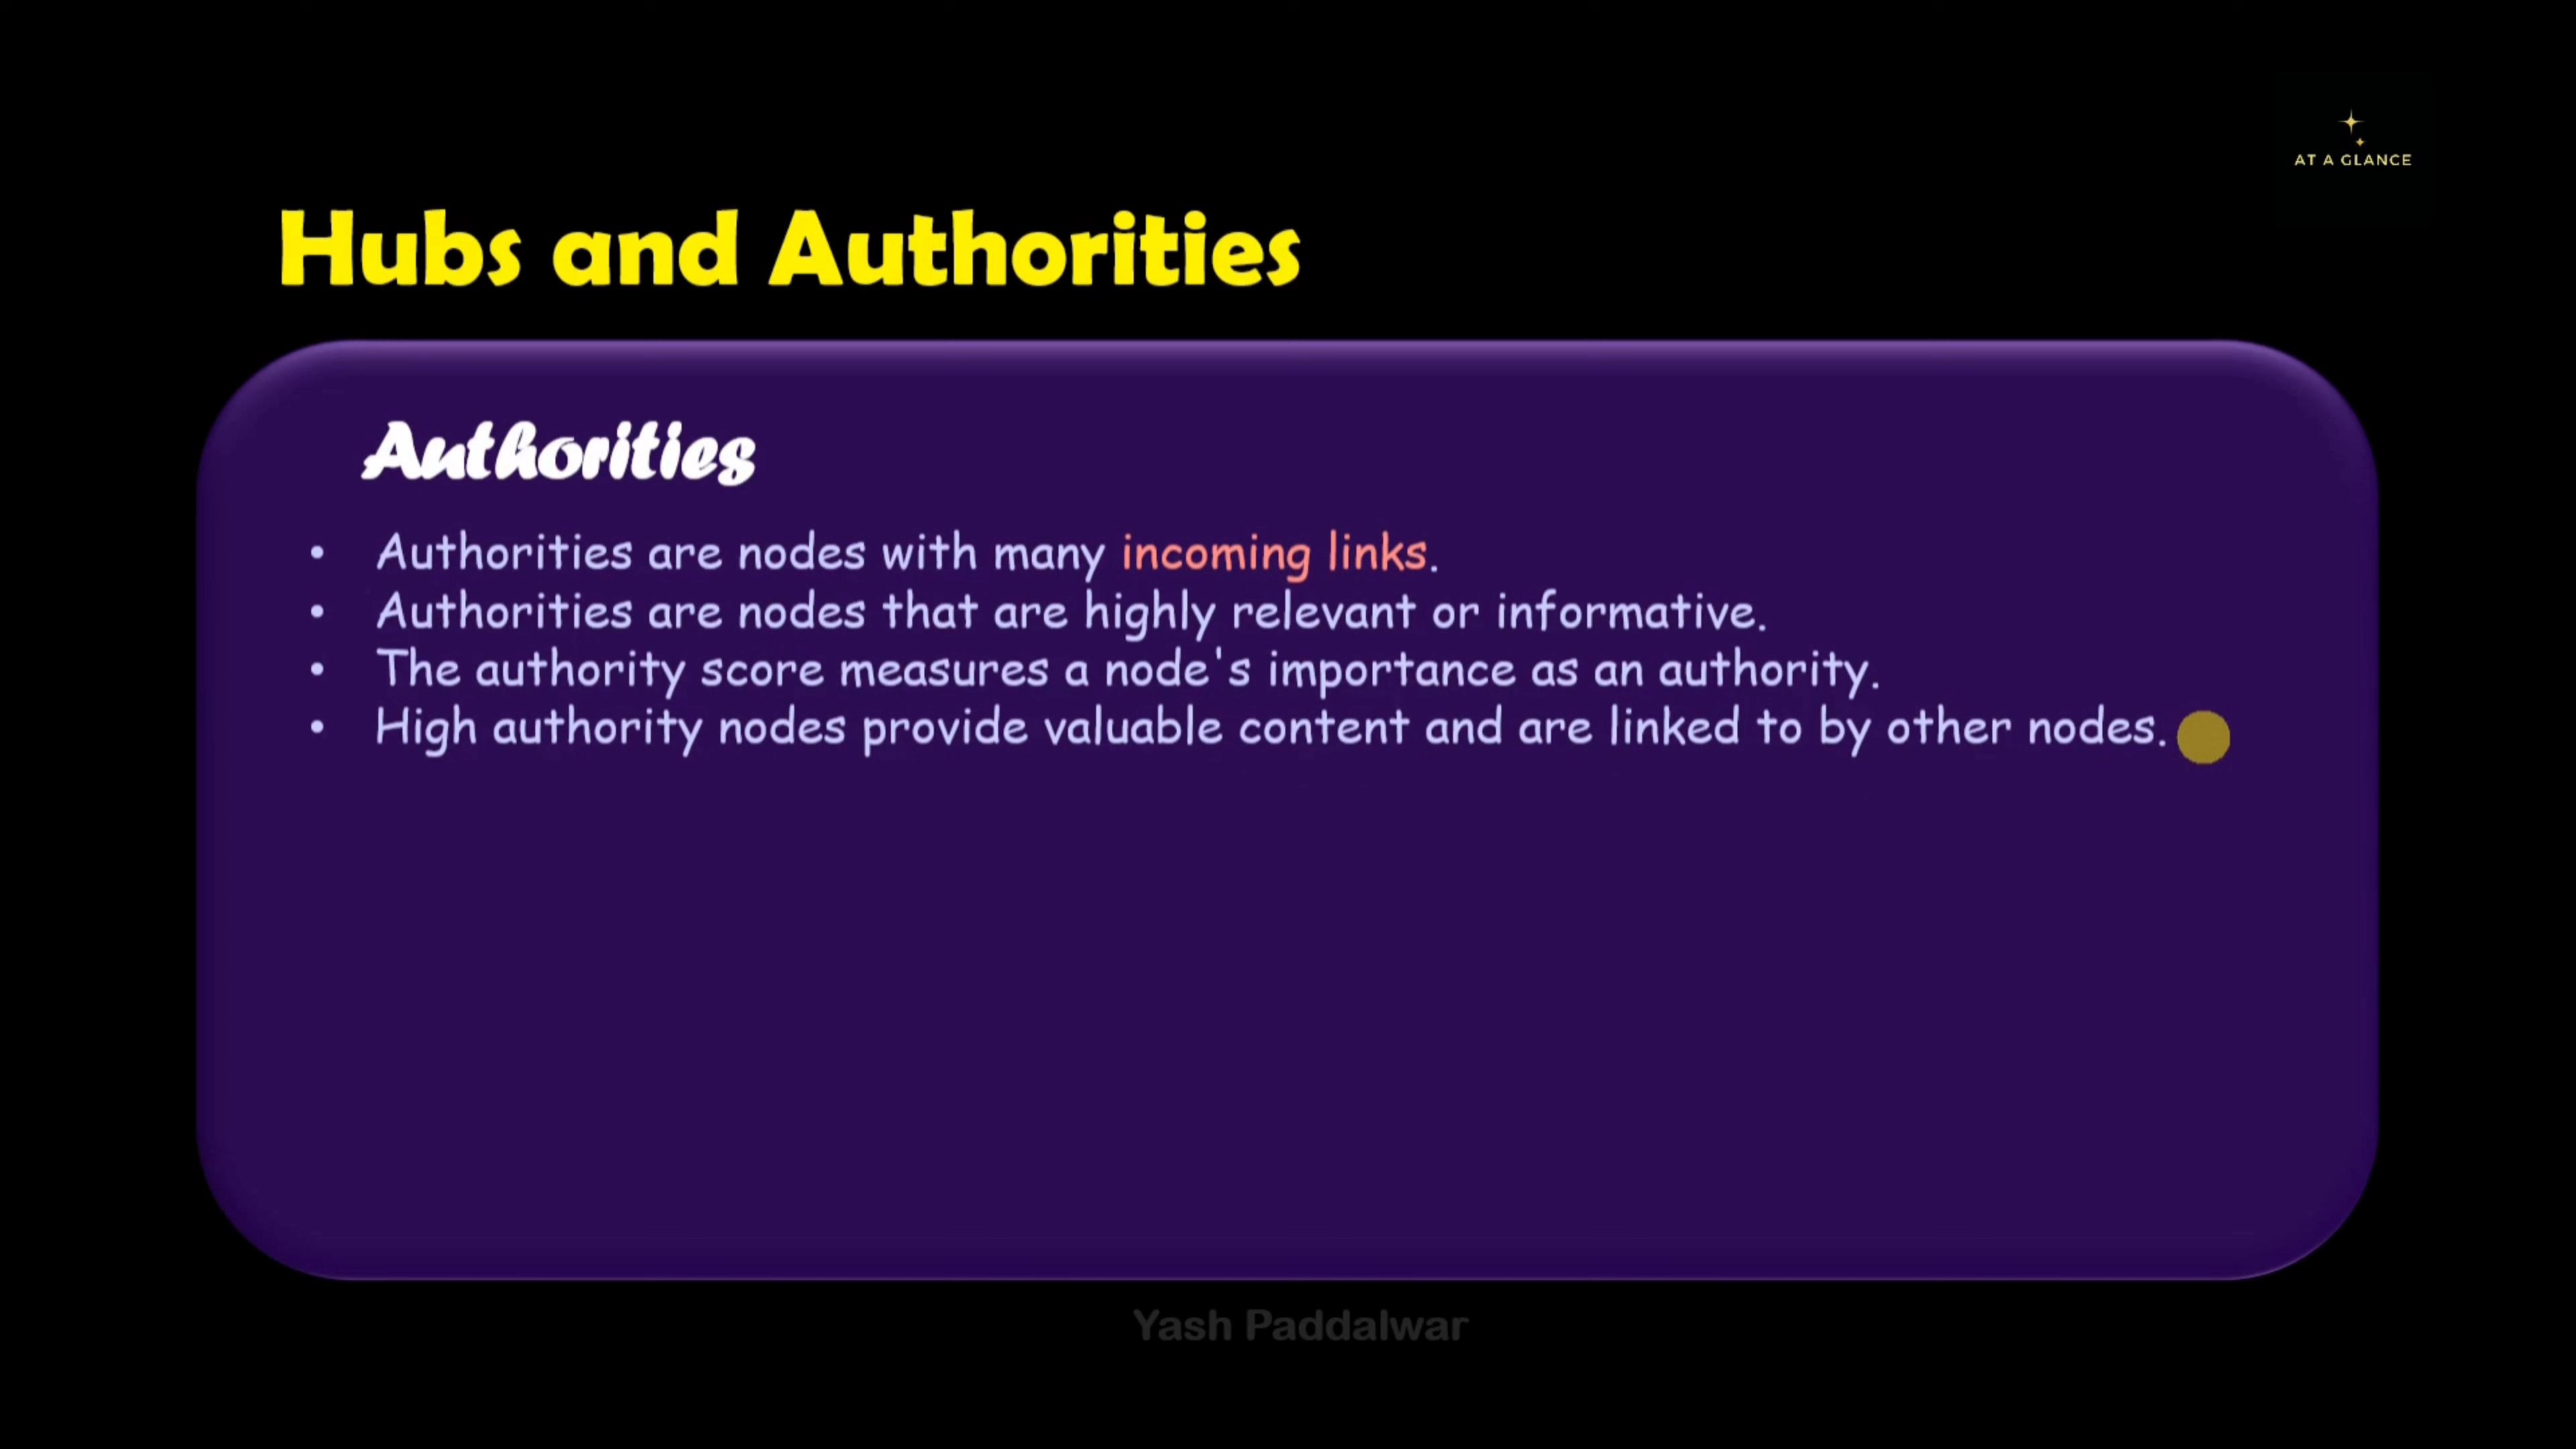 AT A GLANCE
Hubs and Authorities
Authorities
• Authorities are nodes with many incoming links.
• Authorities are nodes that are highly relevant or informative.
• The authority score measures a node's importance as an authority.
• High authority nodes provide valuable content and are linked to by other nodes.
Yash Paddalwar